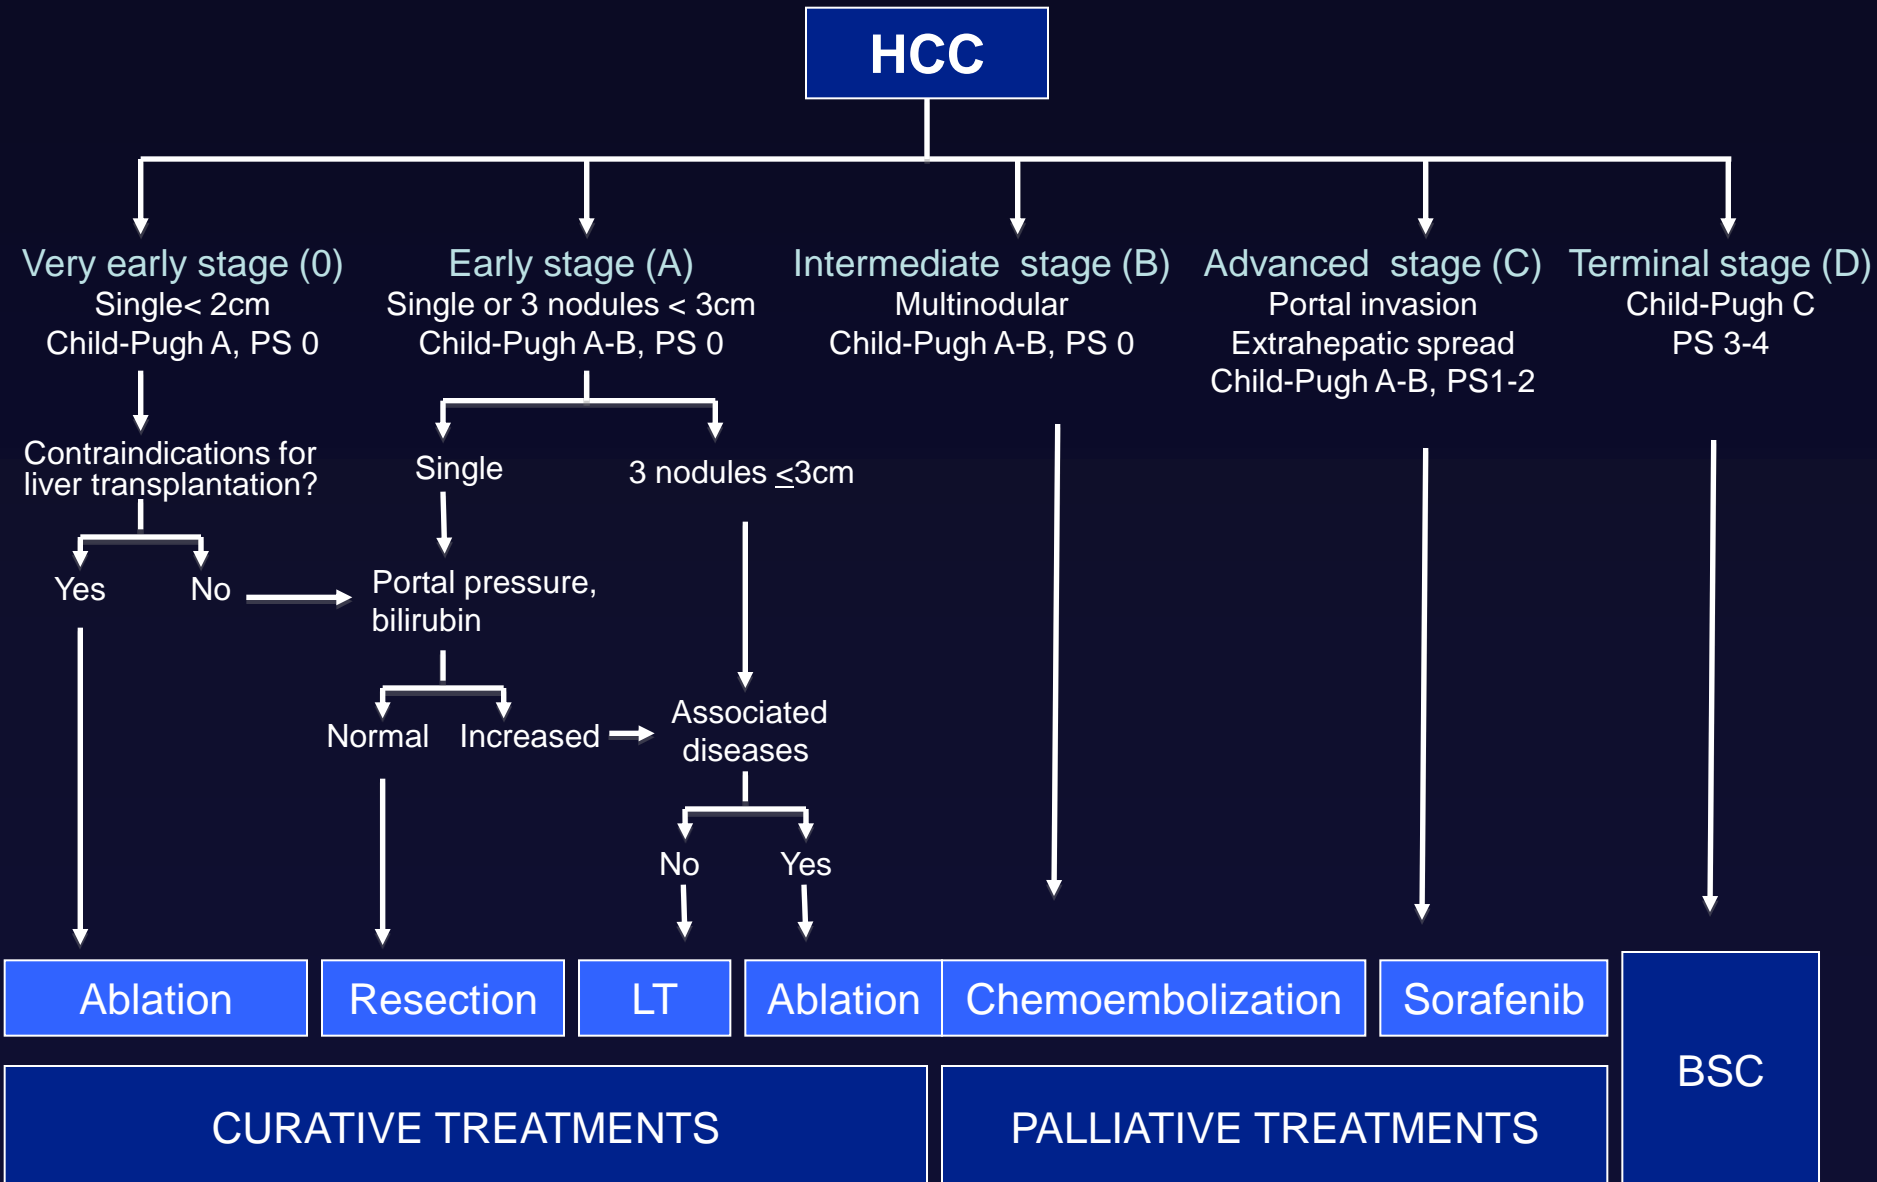 HCC
Very early stage (0)
Single< 2cm
Child-Pugh A, PS 0
Early stage (A)
Single or 3 nodules < 3cm
Child-Pugh A-B, PS 0
Intermediate stage (B)
Multinodular
Child-Pugh A-B, PS 0
Advanced stage (C)
Portal invasion
Extrahepatic spread
Child-Pugh A-B, PS1-2
Terminal stage (D)
Child-Pugh C
PS 3-4
Contraindications for
liver transplantation?
Single
3 nodules ≤3cm
Yes
No
Portal pressure,
bilirubin
Normal
Increased
Associated
diseases
No
Yes
Ablation
Resection
LT
Ablation
Chemoembolization
Sorafenib
BSC
CURATIVE TREATMENTS
PALLIATIVE TREATMENTS